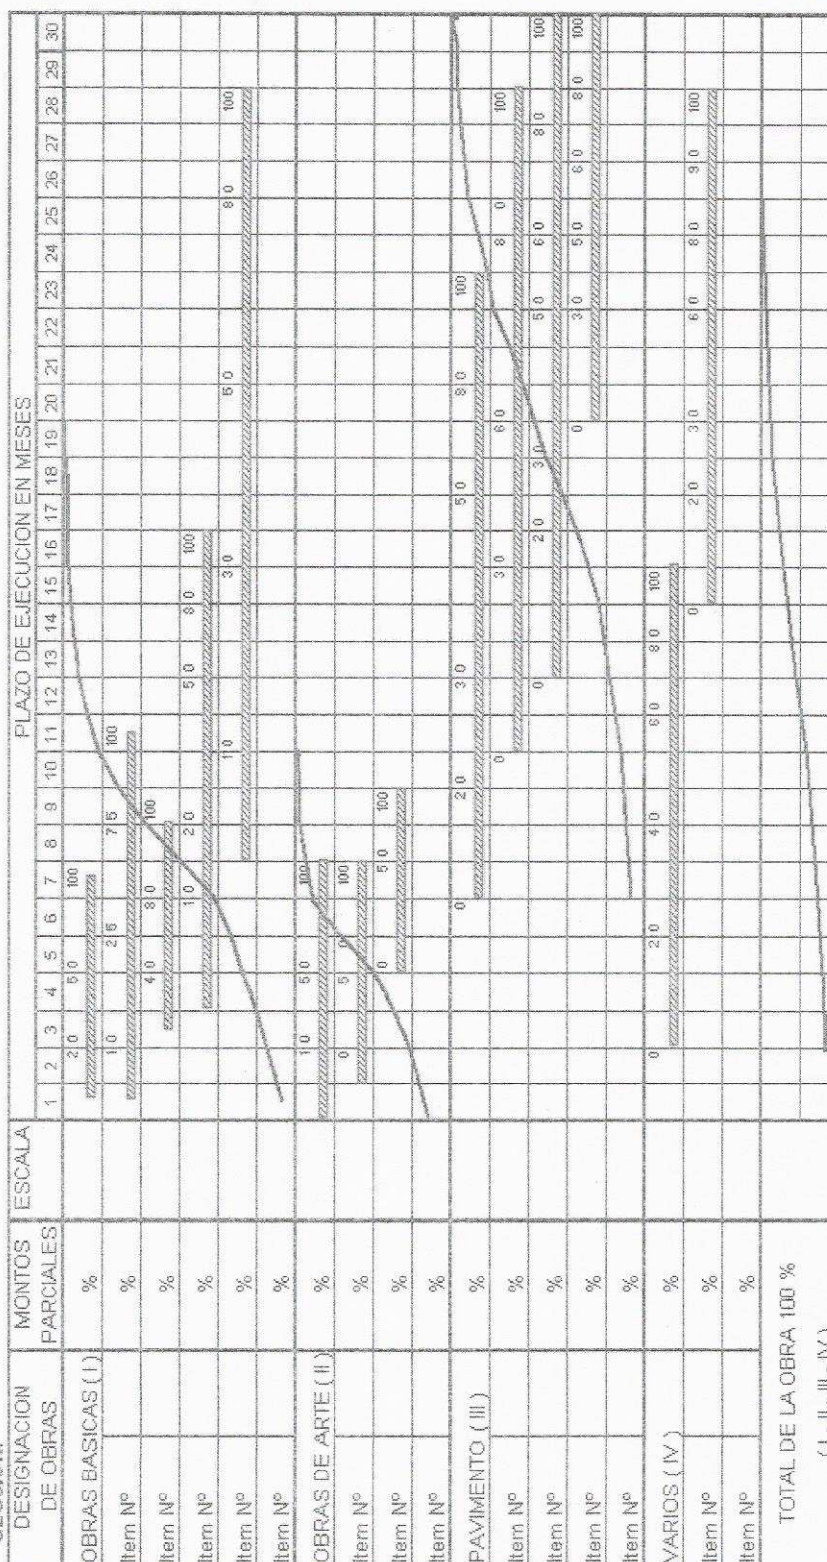 DESIGNACION DE OBRAS
MONTOS PARCIALES
ESCALA
PLAZO DE EJECUCION EN MESES
1 2 3 4 5 6 7 8 9 10 11 12 13 14 15 16 17 18 19 20 21 22 23 24 25 26 27 28 29 30
OBRAS BASICAS ( I )
%
20 50 100
Item Nº
%
10 25 75 100
Item Nº
%
40 80 100
Item Nº
%
10 20 50 80 100
Item Nº
%
10 30 50 80 100
Item Nº
OBRAS DE ARTE ( II )
%
10 50 100
Item Nº
%
0 50 100
Item Nº
%
0 50 100
Item Nº
%
PAVIMENTO ( III )
%
0 20 30 50 80 100
Item Nº
%
0 30 60 80 100
Item Nº
%
0 20 30 50 60 80 100
Item Nº
%
0 30 50 60 80 100
Item Nº
%
VARIOS ( IV )
%
0 20 40 60 80 100
Item Nº
%
0 20 30 60 80 90 100
Item Nº
%
TOTAL DE LA OBRA 100 %